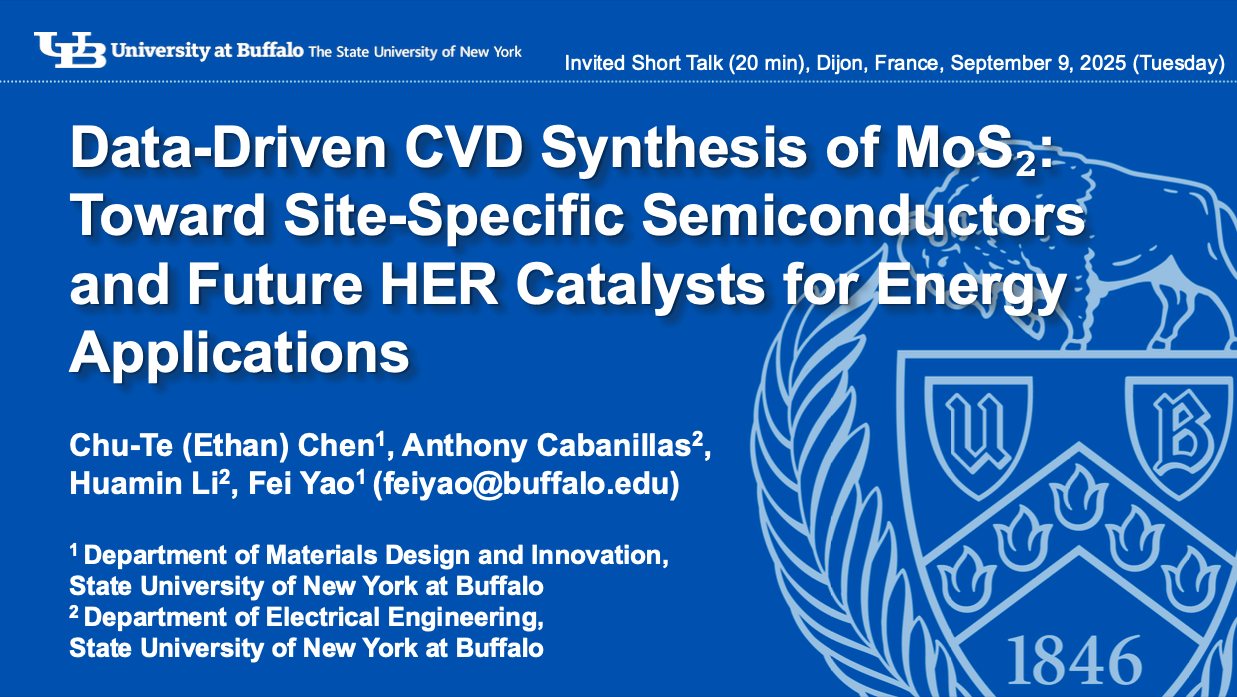 UB University at Buffalo The State University of New York
Invited Short Talk (20 min), Dijon, France, September 9, 2025 (Tuesday)
Data-Driven CVD Synthesis of MoS₂:
Toward Site-Specific Semiconductors
and Future HER Catalysts for Energy
Applications
Chu-Te (Ethan) Chen¹, Anthony Cabanillas²,
Huamin Li², Fei Yao¹ (feiyao@buffalo.edu)
¹ Department of Materials Design and Innovation,
State University of New York at Buffalo
² Department of Electrical Engineering,
State University of New York at Buffalo
U B
1846